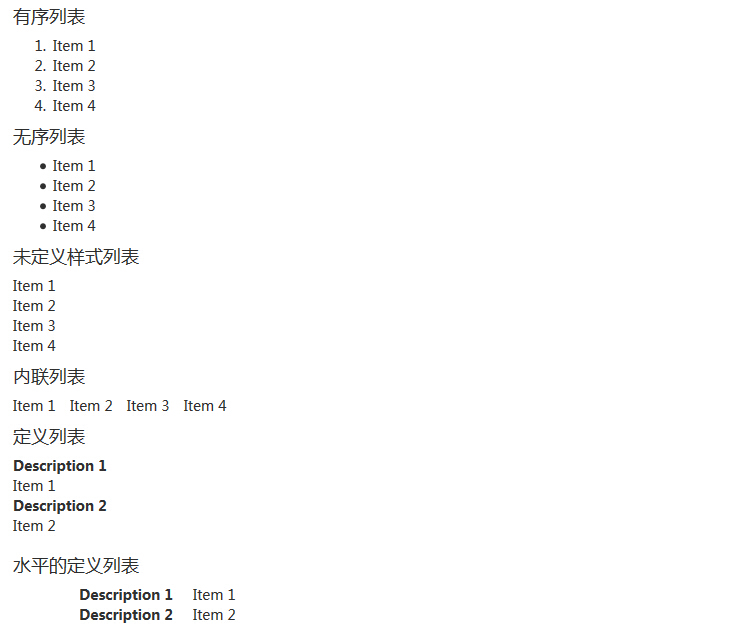 有序列表
1. Item 1
2. Item 2
3. Item 3
4. Item 4
无序列表
● Item 1
● Item 2
● Item 3
● Item 4
未定义样式列表
Item 1
Item 2
Item 3
Item 4
内联列表
Item 1 Item 2 Item 3 Item 4
定义列表
Description 1
Item 1
Description 2
Item 2
水平的定义列表
Description 1 Item 1
Description 2 Item 2